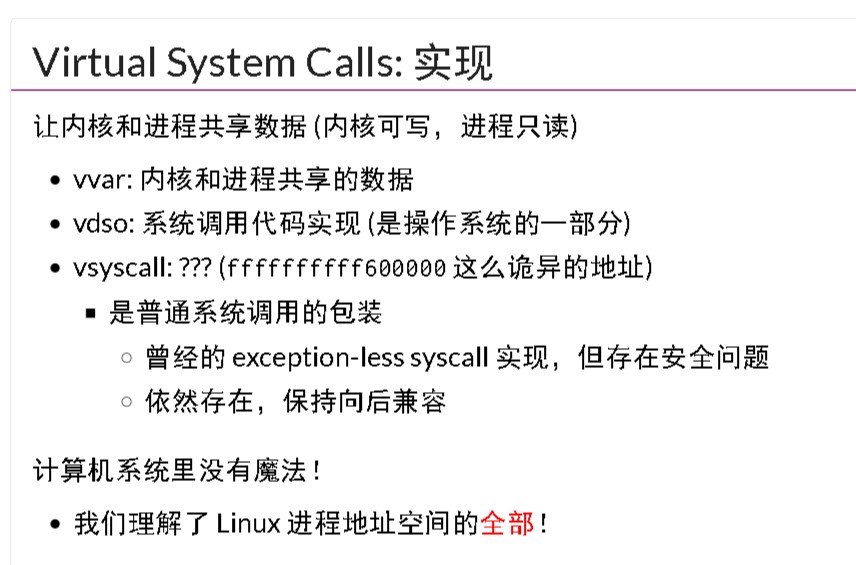 Virtual System Calls: 实现
让内核和进程共享数据 (内核可写，进程只读)
vvar: 内核和进程共享的数据
vdso: 系统调用代码实现 (是操作系统的一部分)
vsyscall: ??? (ffffffffff600000 这么诡异的地址)
是普通系统调用的包装
曾经的 exception-less syscall 实现，但存在安全问题
依然存在，保持向后兼容
计算机系统里没有魔法！
我们理解了 Linux 进程地址空间的全部！